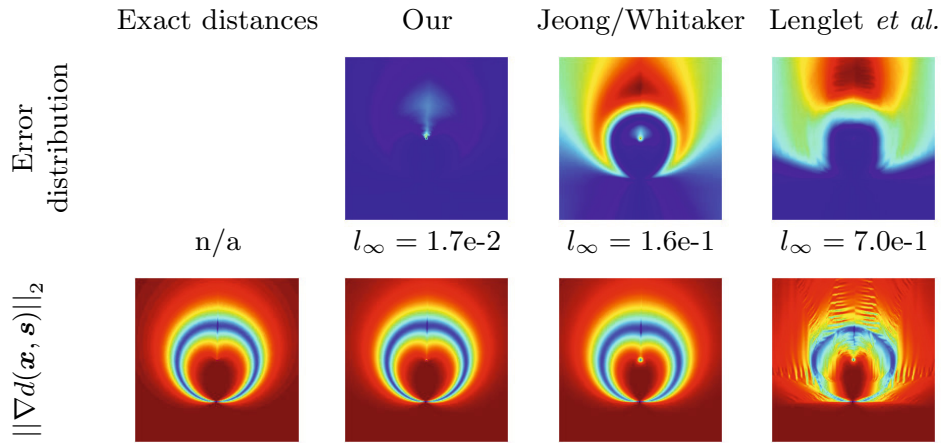 Exact distances Our Jeong/Whitaker Lenglet et al.
Error
distribution
n/a l∞ = 1.7e-2 l∞ = 1.6e-1 l∞ = 7.0e-1
||∇d(x, s)||₂